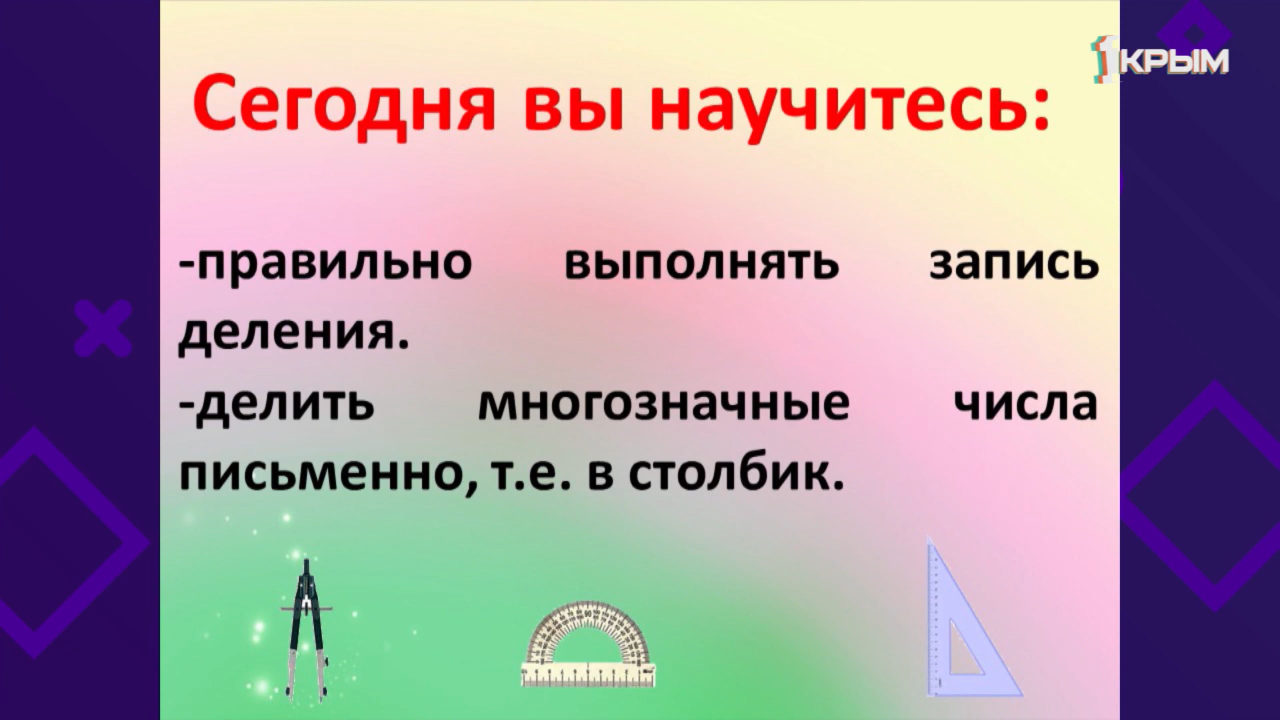 1КРЫМ
Сегодня вы научитесь:
-правильно выполнять запись
деления.
-делить многозначные числа
письменно, т.е. в столбик.